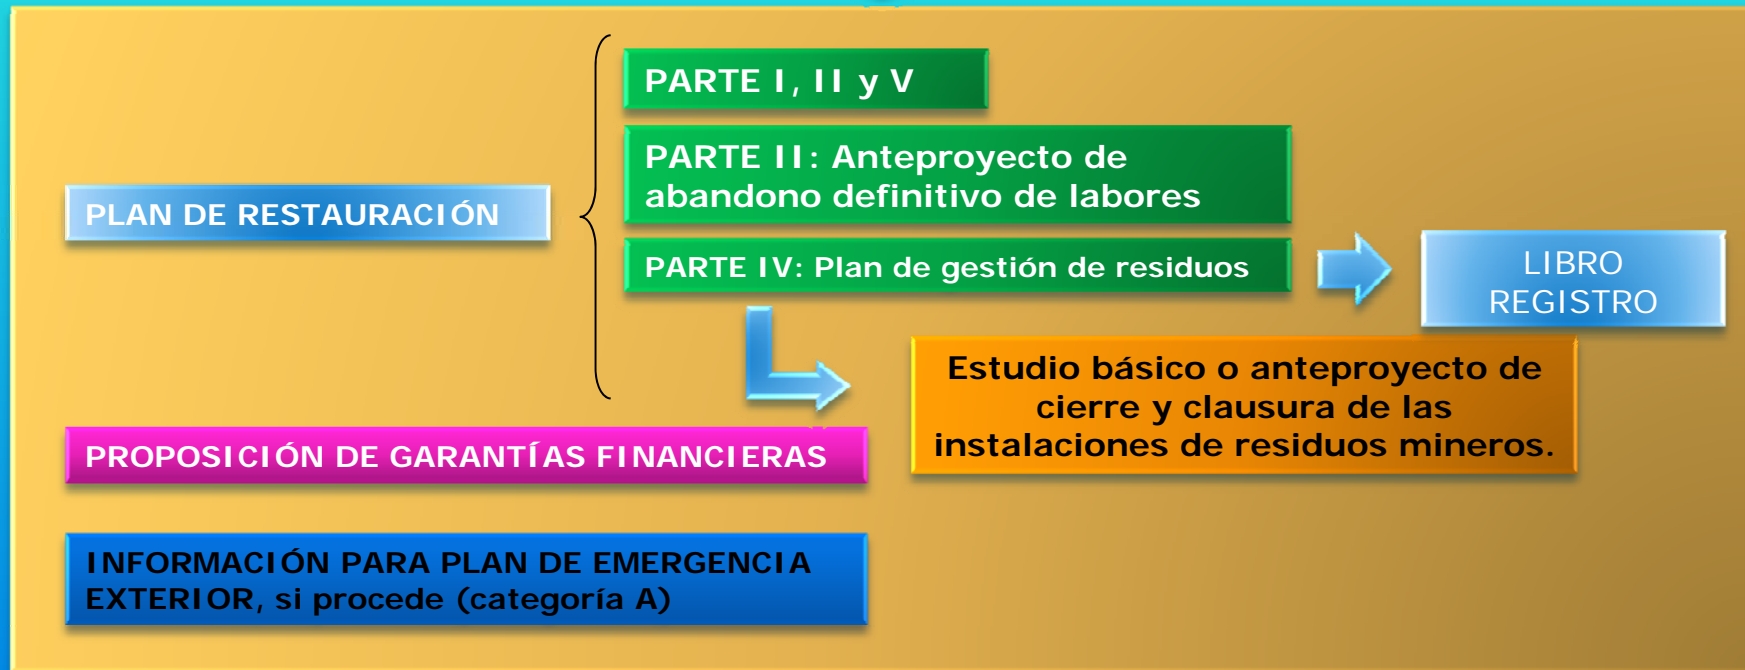 PARTE I, II y V
PARTE II: Anteproyecto de
abandono definitivo de labores
PLAN DE RESTAURACIÓN
PARTE IV: Plan de gestión de residuos
LIBRO
REGISTRO
Estudio básico o anteproyecto de
cierre y clausura de las
instalaciones de residuos mineros.
PROPOSICIÓN DE GARANTÍAS FINANCIERAS
INFORMACIÓN PARA PLAN DE EMERGENCIA
EXTERIOR, si procede (categoría A)